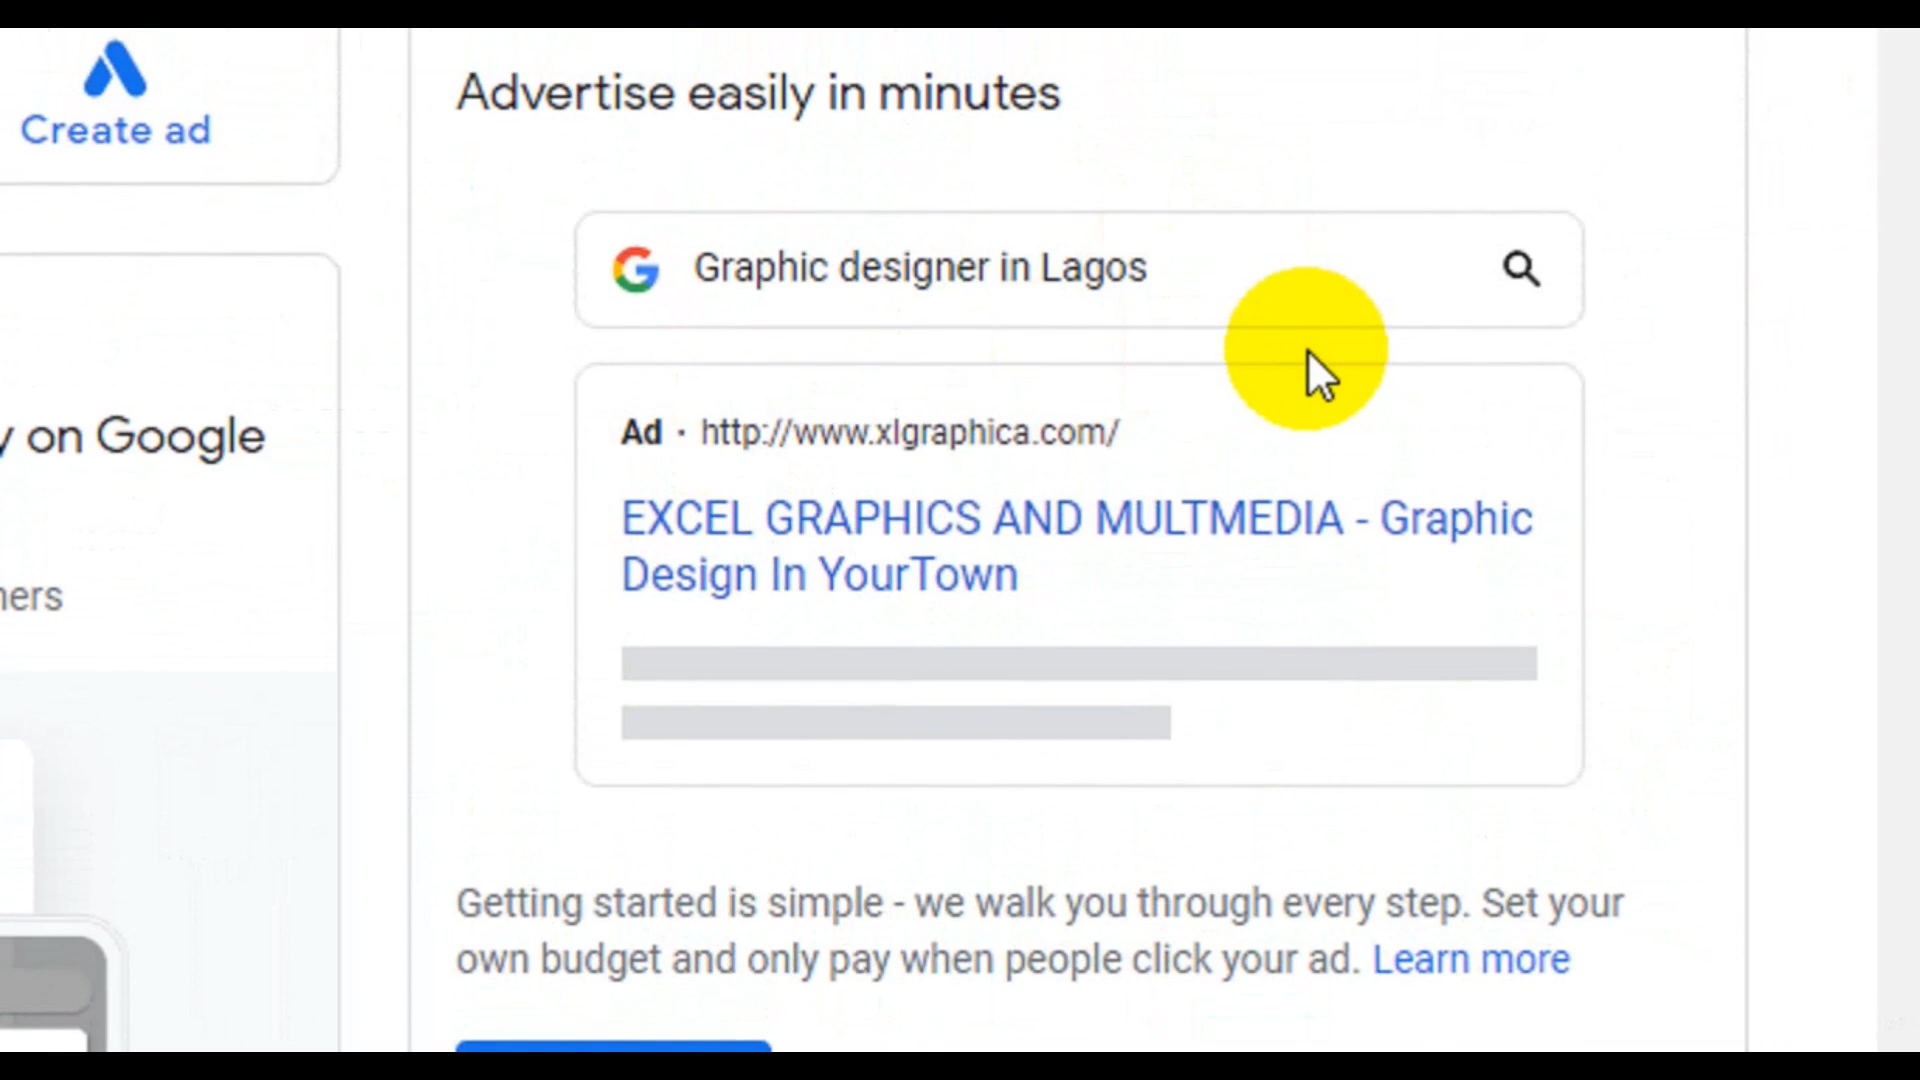 Create ad
Advertise easily in minutes
Graphic designer in Lagos
y on Google
Ad · http://www.xlgraphica.com/
EXCEL GRAPHICS AND MULTMEDIA - Graphic
Design In YourTown
ners
Getting started is simple - we walk you through every step. Set your
own budget and only pay when people click your ad. Learn more